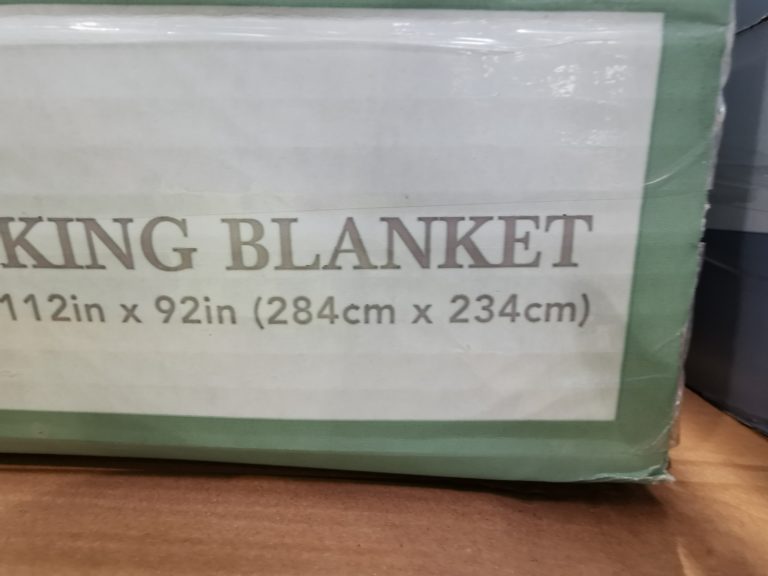 KING BLANKET
112in x 92in (284cm x 234cm)